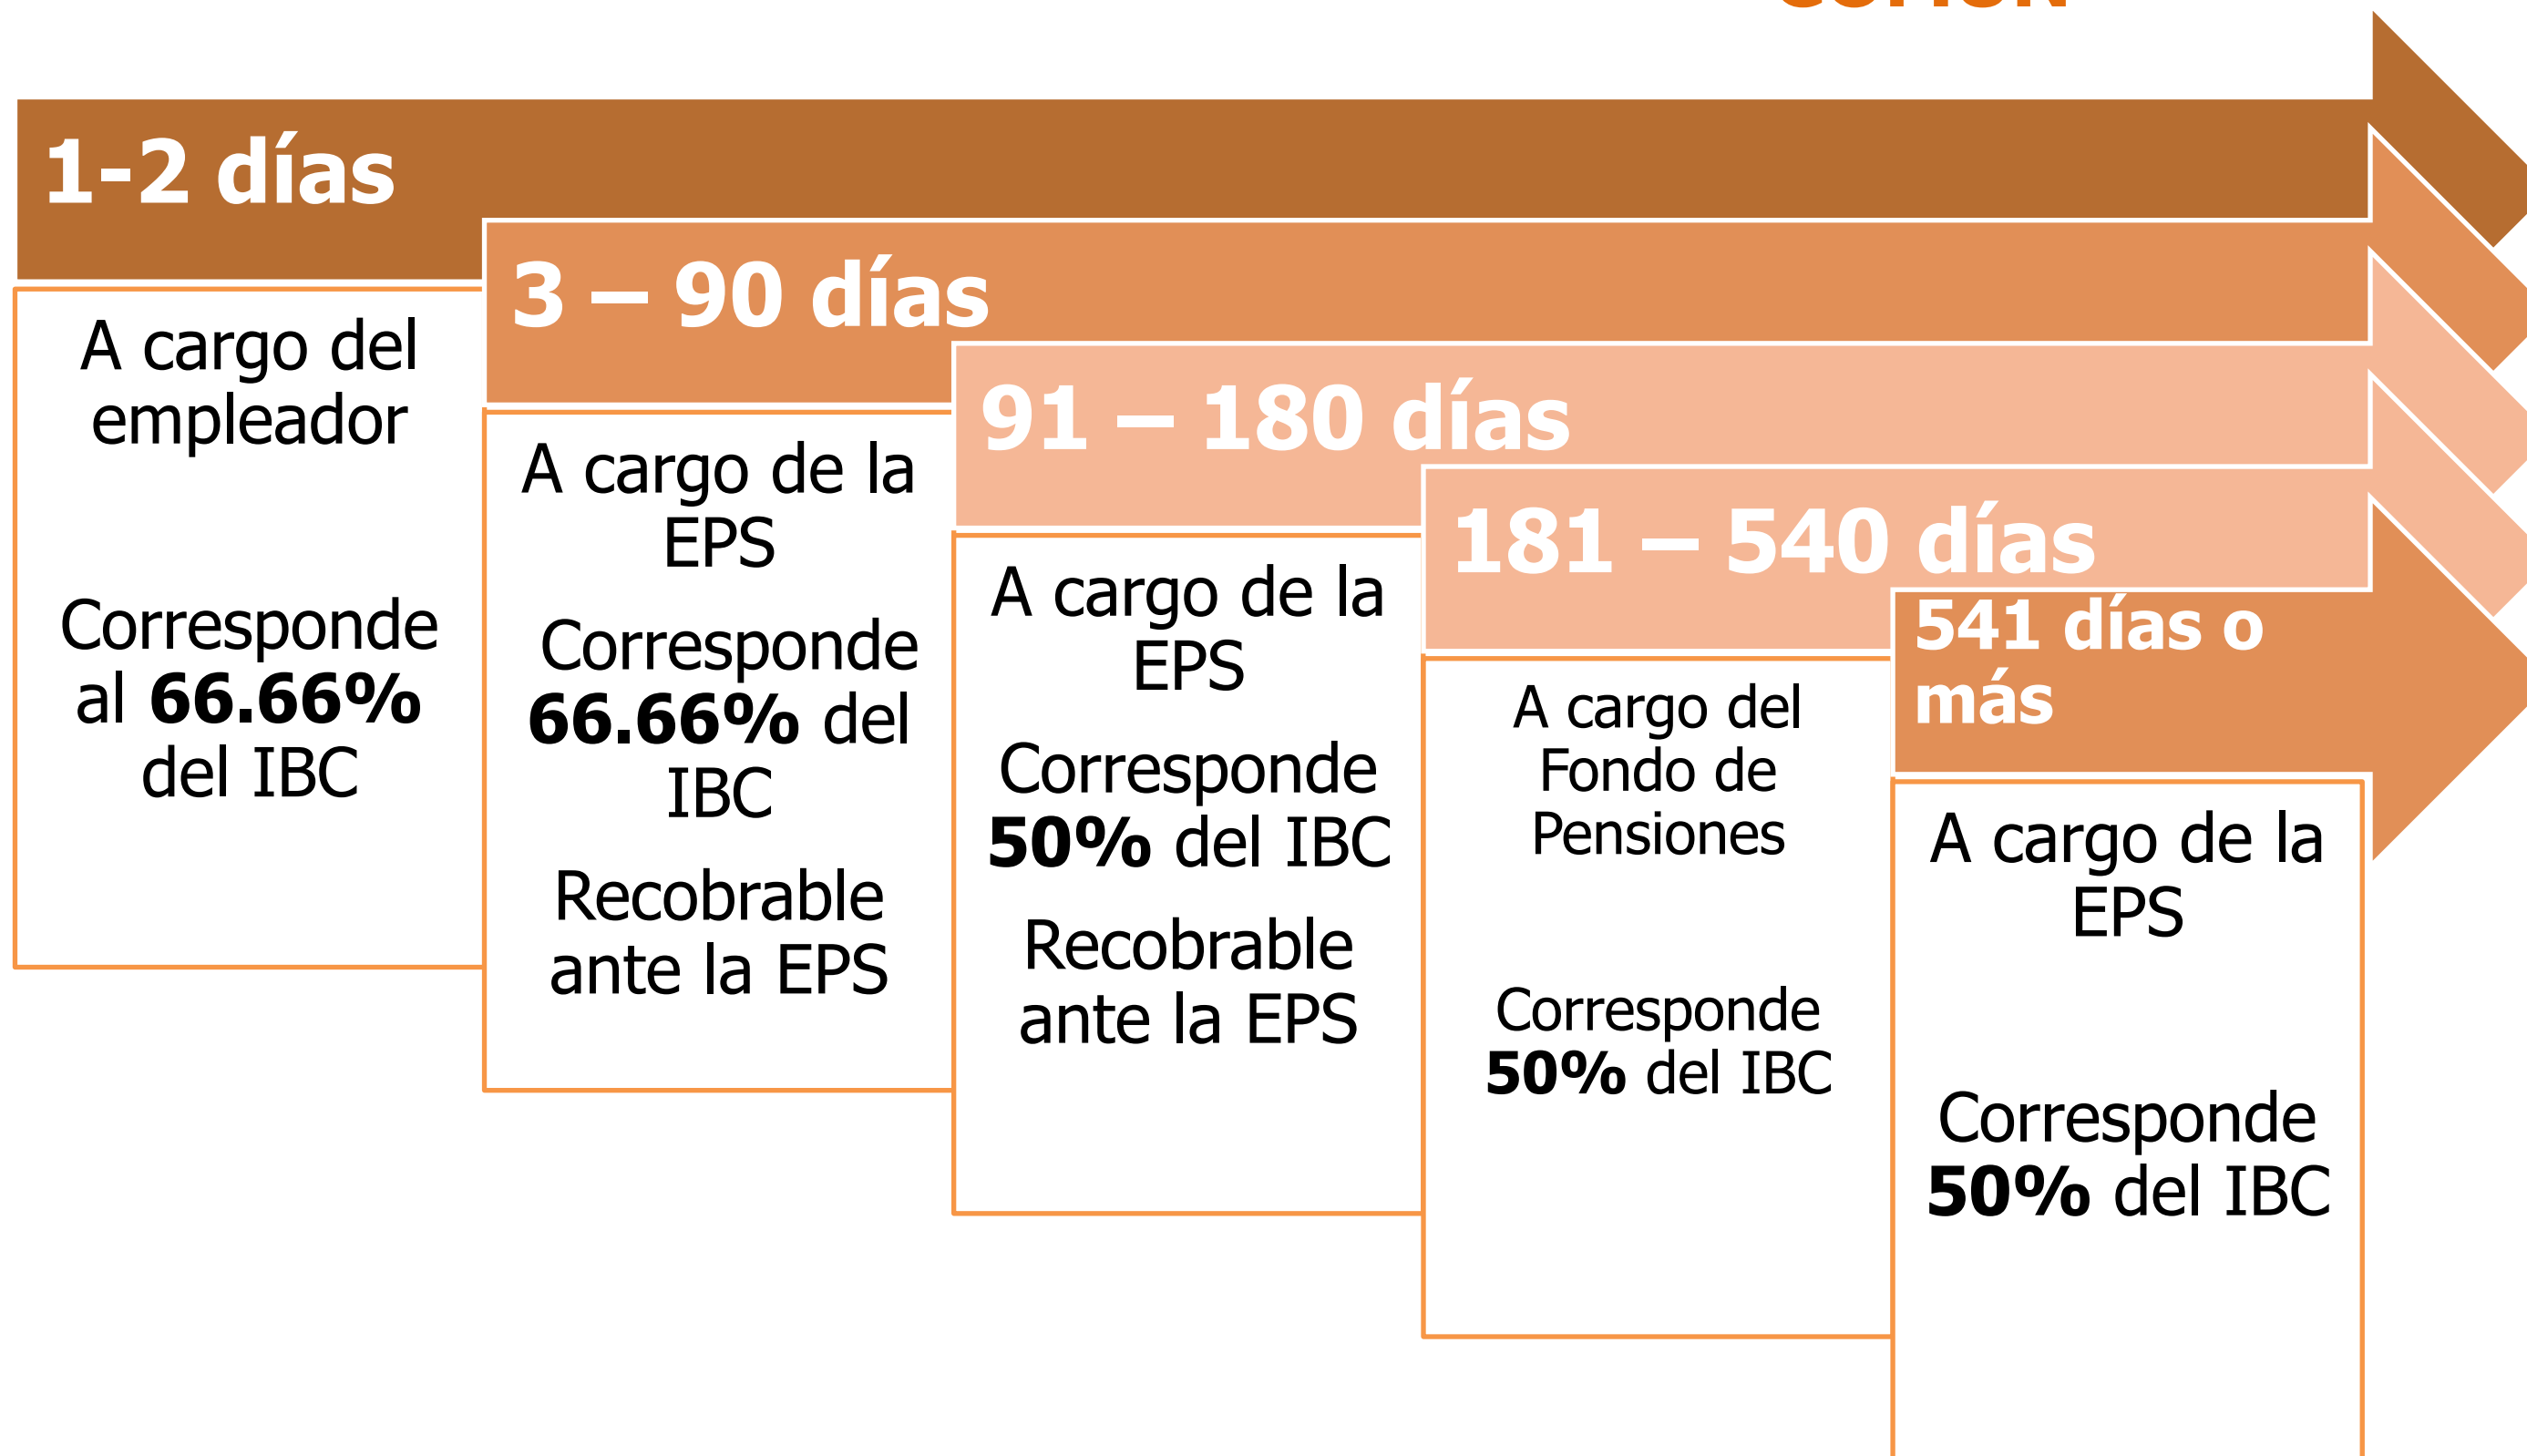 COMÚN
1-2 días
A cargo del
empleador
Corresponde
al 66.66%
del IBC
3 – 90 días
A cargo de la
EPS
Corresponde
66.66% del
IBC
Recobrable
ante la EPS
91 – 180 días
A cargo de la
EPS
Corresponde
50% del IBC
Recobrable
ante la EPS
181 – 540 días
A cargo del
Fondo de
Pensiones
Corresponde
50% del IBC
541 días o
más
A cargo de la
EPS
Corresponde
50% del IBC